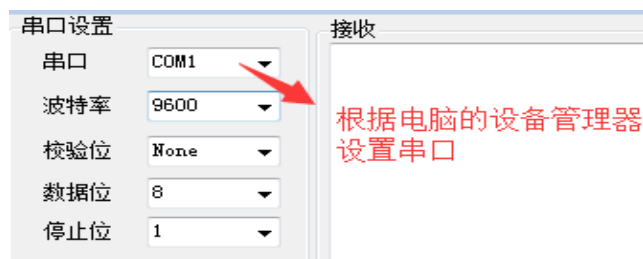 串口设置
串口 COM1
波特率 9600
校验位 None
数据位 8
停止位 1
接收
根据电脑的设备管理器
设置串口